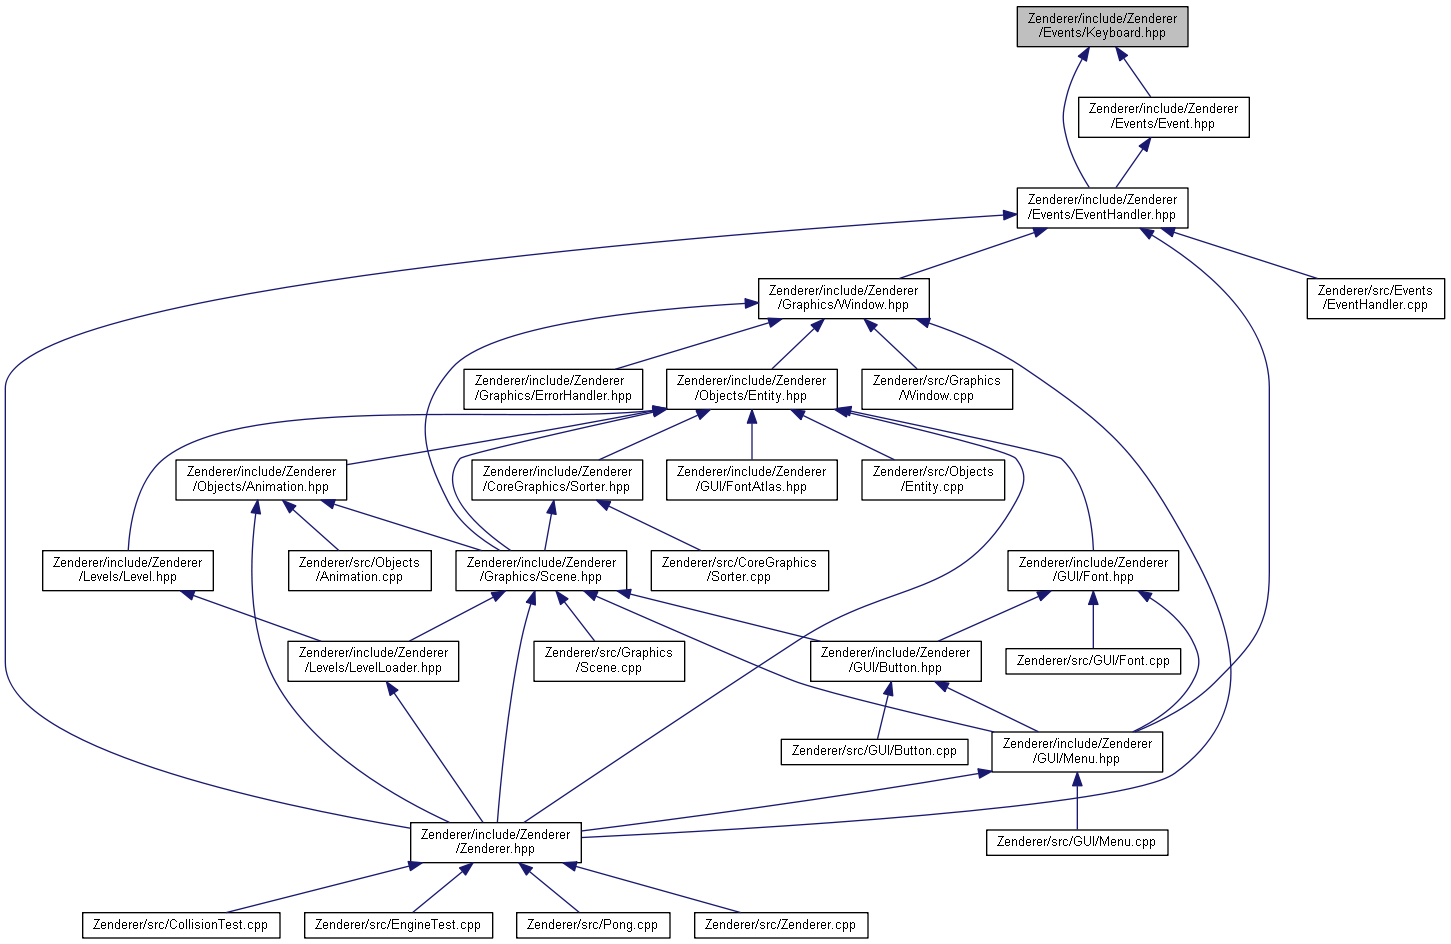 Zenderer/include/Zenderer
/Events/Keyboard.hpp
Zenderer/include/Zenderer
/Events/Event.hpp
Zenderer/include/Zenderer
/Events/EventHandler.hpp
Zenderer/include/Zenderer
/Graphics/Window.hpp
Zenderer/src/Events
/EventHandler.cpp
Zenderer/include/Zenderer
/Graphics/ErrorHandler.hpp
Zenderer/include/Zenderer
/Objects/Entity.hpp
Zenderer/src/Graphics
/Window.cpp
Zenderer/include/Zenderer
/Objects/Animation.hpp
Zenderer/include/Zenderer
/CoreGraphics/Sorter.hpp
Zenderer/include/Zenderer
/GUI/FontAtlas.hpp
Zenderer/src/Objects
/Entity.cpp
Zenderer/include/Zenderer
/Levels/Level.hpp
Zenderer/src/Objects
/Animation.cpp
Zenderer/include/Zenderer
/Graphics/Scene.hpp
Zenderer/src/CoreGraphics
/Sorter.cpp
Zenderer/include/Zenderer
/GUI/Font.hpp
Zenderer/include/Zenderer
/Levels/LevelLoader.hpp
Zenderer/src/Graphics
/Scene.cpp
Zenderer/include/Zenderer
/GUI/Button.hpp
Zenderer/src/GUI/Font.cpp
Zenderer/src/GUI/Button.cpp
Zenderer/include/Zenderer
/GUI/Menu.hpp
Zenderer/include/Zenderer
/Zenderer.hpp
Zenderer/src/GUI/Menu.cpp
Zenderer/src/CollisionTest.cpp
Zenderer/src/EngineTest.cpp
Zenderer/src/Pong.cpp
Zenderer/src/Zenderer.cpp